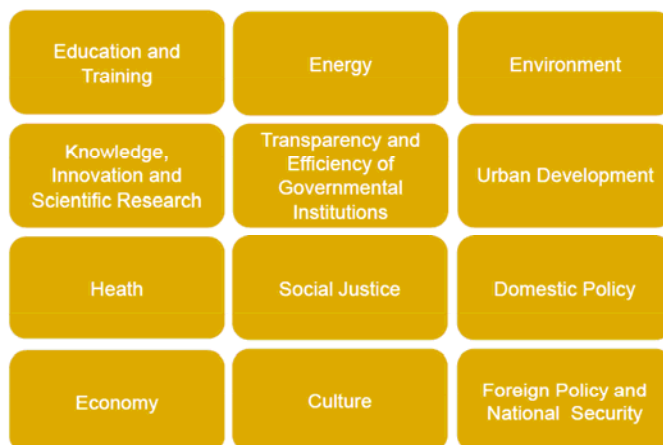 Education and
Training
Energy
Environment
Knowledge,
Innovation and
Scientific Research
Transparency and
Efficiency of
Governmental
Institutions
Urban Development
Heath
Social Justice
Domestic Policy
Economy
Culture
Foreign Policy and
National Security